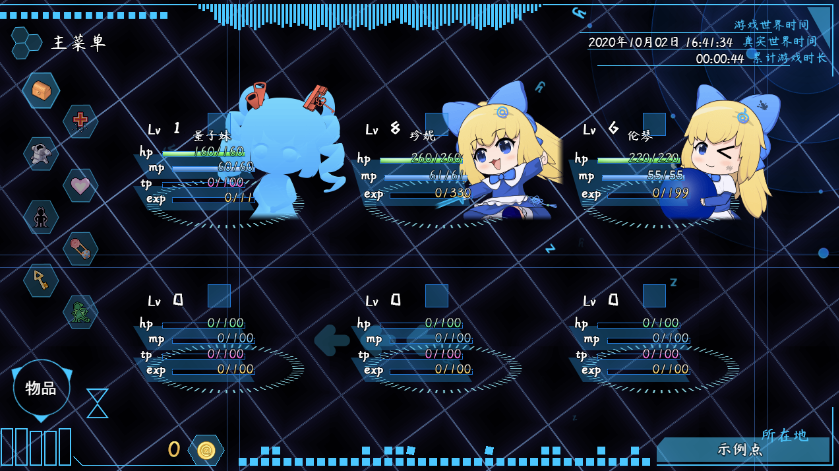 游戏世界时间
主菜单
2020年10月02日 16:41:34 真实世界时间
00:00:44 累计游戏时长
Lv 1 量子妹
hp 160/160
mp 60/60
tp 0/100
exp 0/11
Lv 8 珍妮
hp 260/260
mp 61/61
exp 0/330
Lv 6 伦琴
hp 220/220
mp 55/55
exp 0/199
Lv 0
hp 0/100
mp 0/100
tp 0/100
exp 0/100
Lv 0
hp 0/100
mp 0/100
tp 0/100
exp 0/100
Lv 0
hp 0/100
mp 0/100
tp 0/100
exp 0/100
物品
0
所在地
示例点